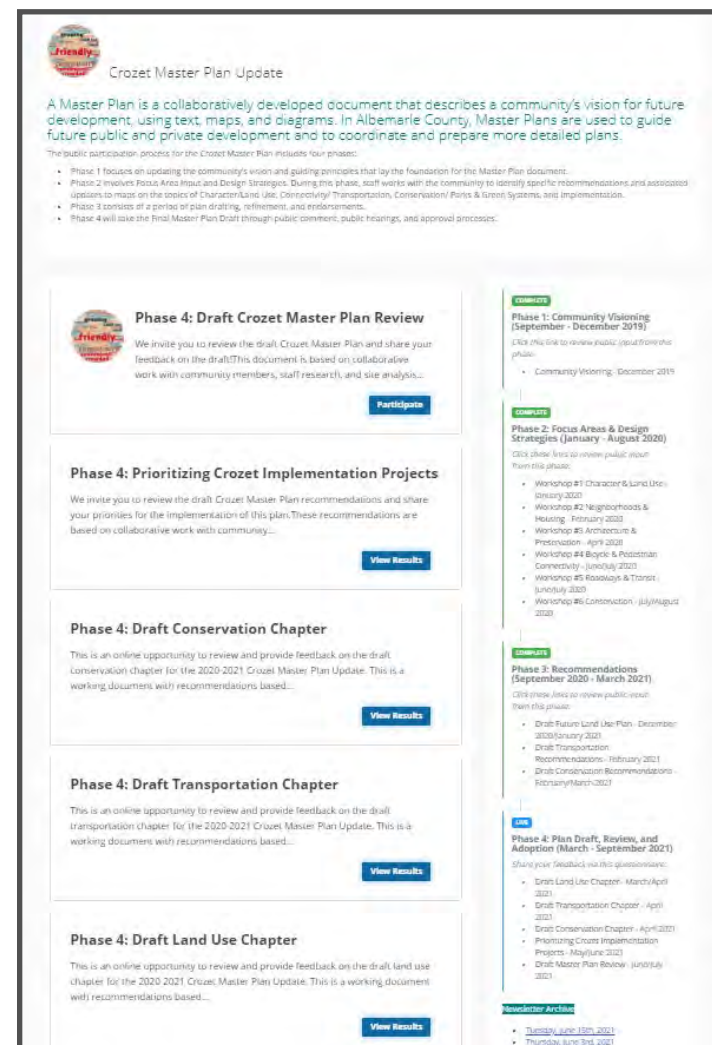 friendly
Crozet Master Plan Update
A Master Plan is a collaboratively developed document that describes a community's vision for future
development, using text, maps, and diagrams. In Albemarle County, Master Plans are used to guide
future public and private development and to coordinate and prepare more detailed plans.
The public participation process for the Crozet Master Plan includes four phases:
• Phase 1 focuses on updating the community's vision and guiding principles that lay the foundation for the Master Plan document.
• Phase 2 involves Focus Area Input and Design Strategies. During this phase, staff works with the community to identify specific recommendations and associated
updates to maps on the topics of Character/Land Use, Connectivity/ Transportation, Conservation/ Parks & Green Systems, and Implementation.
• Phase 3 consists of a period of plan drafting, refinement, and endorsements.
• Phase 4 will take the Final Master Plan Draft through public comment, public hearings, and approval processes.
friendly
Phase 4: Draft Crozet Master Plan Review
We invite you to review the draft Crozet Master Plan and share your
feedback on the draft!This document is based on collaborative
work with community members, staff research, and site analysis...
Participate
Phase 4: Prioritizing Crozet Implementation Projects
We invite you to review the draft Crozet Master Plan recommendations and share
your priorities for the implementation of this plan.These recommendations are
based on collaborative work with community...
View Results
Phase 4: Draft Conservation Chapter
This is an online opportunity to review and provide feedback on the draft
conservation chapter for the 2020-2021 Crozet Master Plan Update. This is a
working document with recommendations based...
View Results
Phase 4: Draft Transportation Chapter
This is an online opportunity to review and provide feedback on the draft
transportation chapter for the 2020-2021 Crozet Master Plan Update. This is a
working document with recommendations based...
View Results
Phase 4: Draft Land Use Chapter
This is an online opportunity to review and provide feedback on the draft land use
chapter for the 2020-2021 Crozet Master Plan Update. This is a working document
with recommendations based...
View Results
COMPLETE
Phase 1: Community Visioning
(September - December 2019)
Click this link to review public input from this
phase:
• Community Visioning - December 2019
COMPLETE
Phase 2: Focus Areas & Design
Strategies (January - August 2020)
Click these links to review public input
from this phase:
• Workshop #1 Character & Land Use -
January 2020
• Workshop #2 Neighborhoods &
Housing - February 2020
• Workshop #3 Architecture &
Preservation - April 2020
• Workshop #4 Bicycle & Pedestrian
Connectivity - June/July 2020
• Workshop #5 Roadways & Transit -
June/July 2020
• Workshop #6 Conservation - July/August
2020
COMPLETE
Phase 3: Recommendations
(September 2020 - March 2021)
Click these links to review public input
from this phase:
• Draft Future Land Use Plan - December
2020/January 2021
• Draft Transportation
Recommendations - February 2021
• Draft Conservation Recommendations -
February/March 2021
LIVE
Phase 4: Plan Draft, Review, and
Adoption (March - September 2021)
Share your feedback via this questionnaire:
• Draft Land Use Chapter - March/April
2021
• Draft Transportation Chapter - April
2021
• Draft Conservation Chapter - April 2021
• Prioritizing Crozet Implementation
Projects - May/June 2021
• Draft Master Plan Review - June/July
2021
Newsletter Archive
• Tuesday, June 15th, 2021
• Thursday, June 3rd, 2021